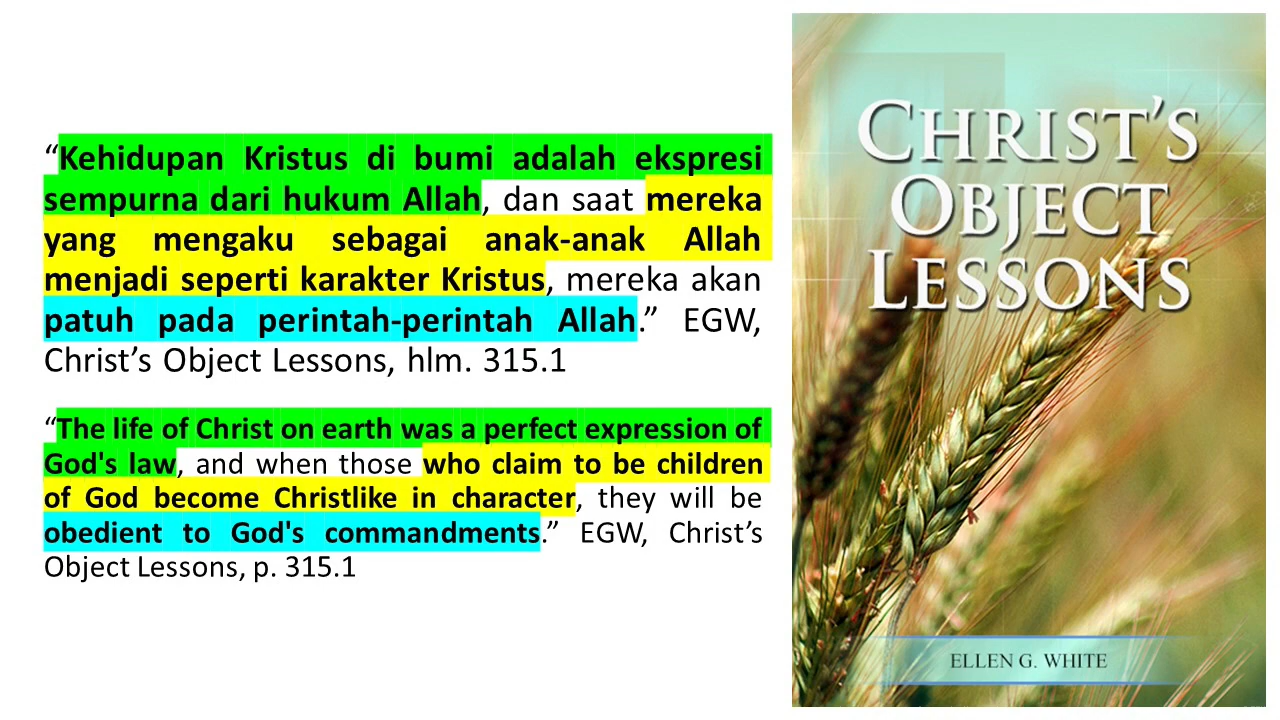 “Kehidupan Kristus di bumi adalah ekspresi
sempurna dari hukum Allah, dan saat mereka
yang mengaku sebagai anak-anak Allah
menjadi seperti karakter Kristus, mereka akan
patuh pada perintah-perintah Allah.” EGW,
Christ’s Object Lessons, hlm. 315.1
“The life of Christ on earth was a perfect expression of
God's law, and when those who claim to be children
of God become Christlike in character, they will be
obedient to God's commandments.” EGW, Christ’s
Object Lessons, p. 315.1
CHRIST’S
OBJECT
LESSONS
ELLEN G. WHITE